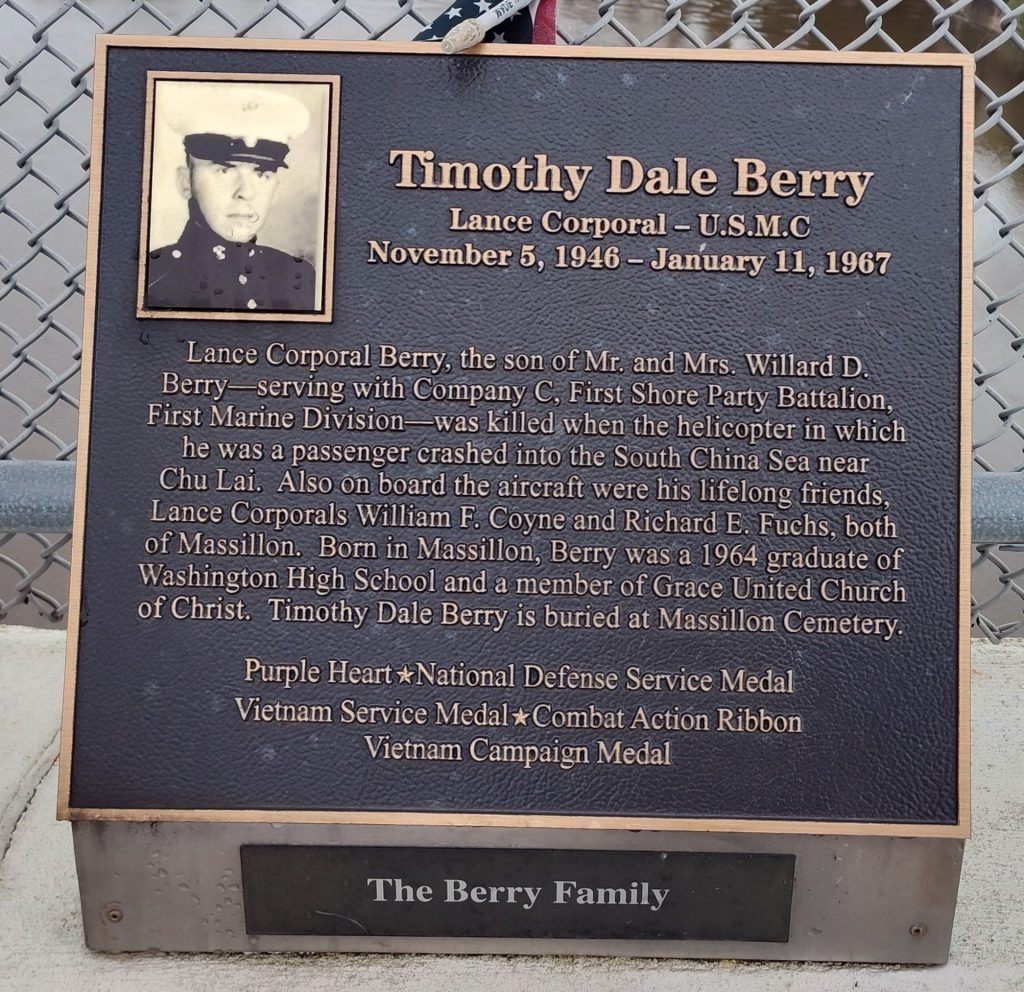 Timothy Dale Berry
Lance Corporal – U.S.M.C
November 5, 1946 – January 11, 1967
Lance Corporal Berry, the son of Mr. and Mrs. Willard D.
Berry—serving with Company C, First Shore Party Battalion,
First Marine Division—was killed when the helicopter in which
he was a passenger crashed into the South China Sea near
Chu Lai. Also on board the aircraft were his lifelong friends,
Lance Corporals William F. Coyne and Richard E. Fuchs, both
of Massillon. Born in Massillon, Berry was a 1964 graduate of
Washington High School and a member of Grace United Church
of Christ. Timothy Dale Berry is buried at Massillon Cemetery.
Purple Heart★National Defense Service Medal
Vietnam Service Medal★Combat Action Ribbon
Vietnam Campaign Medal
The Berry Family